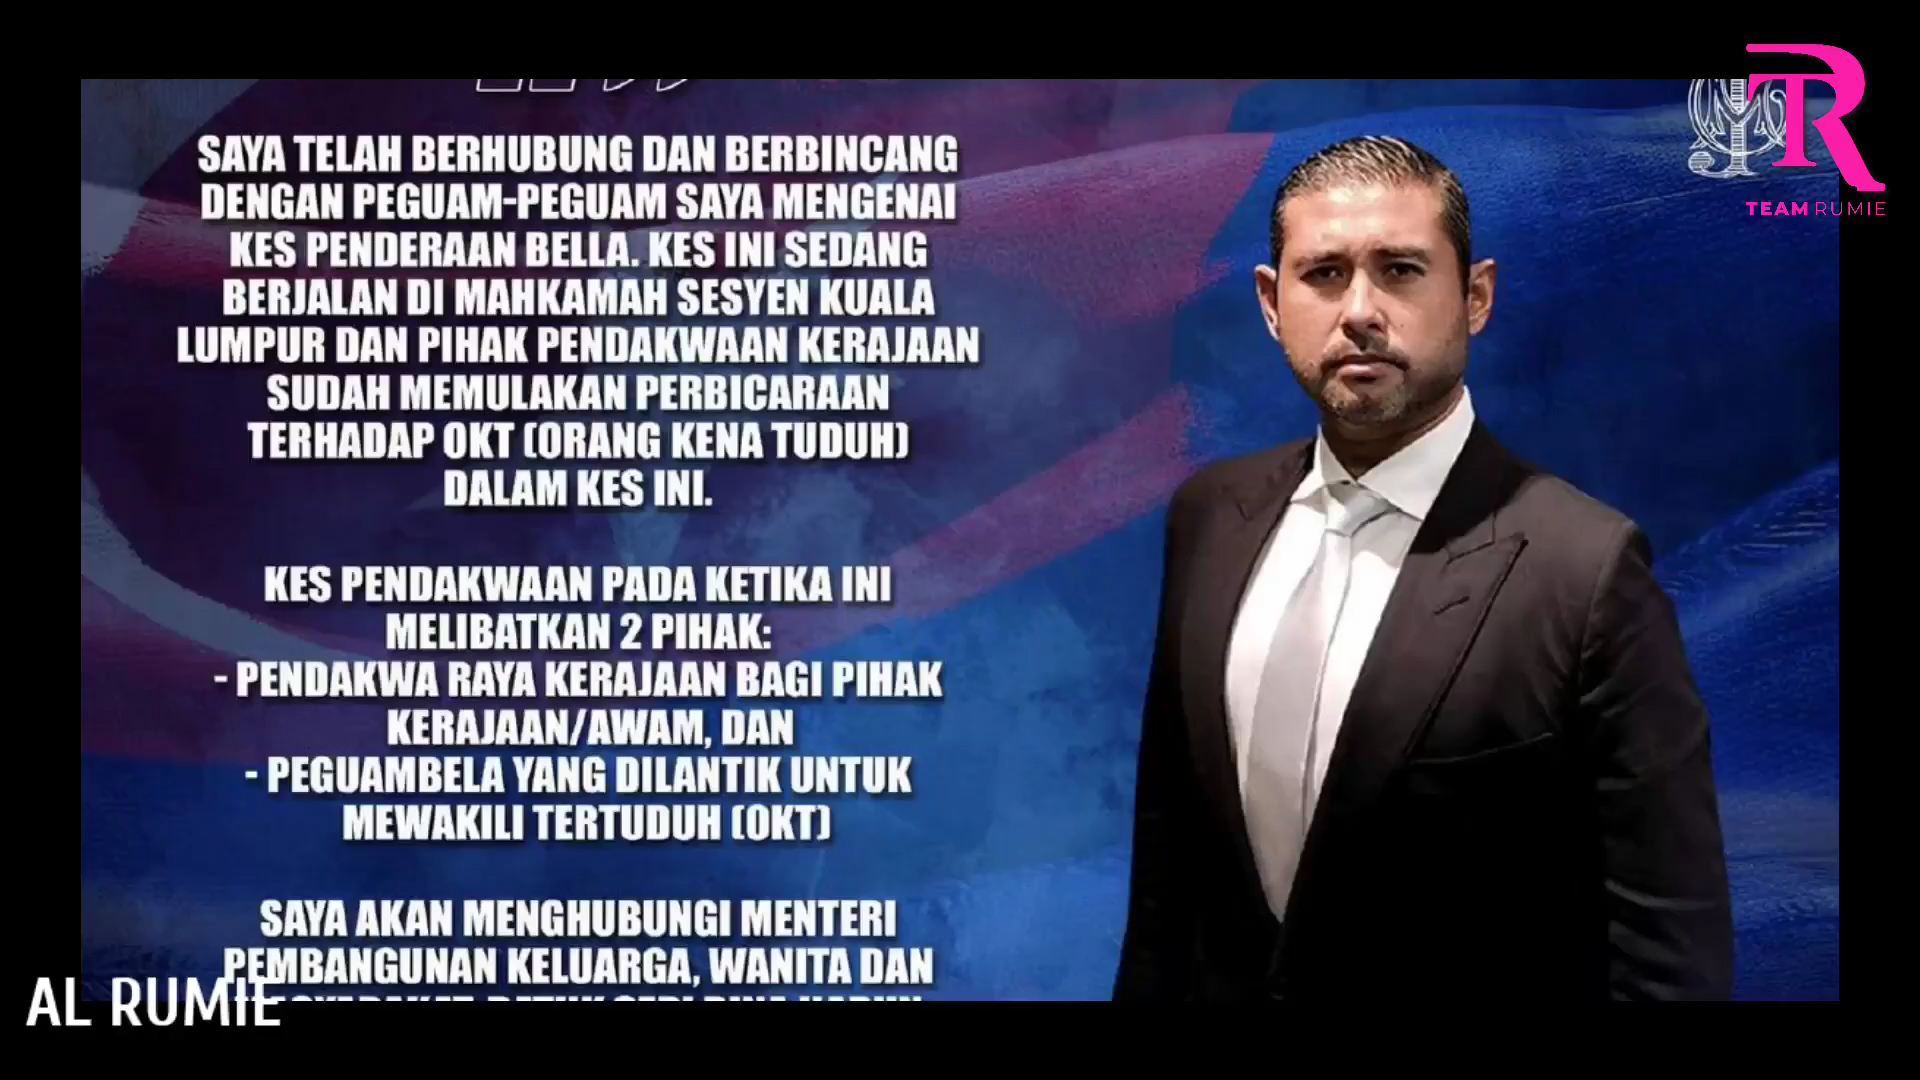 SAYA TELAH BERHUBUNG DAN BERBINCANG
DENGAN PEGUAM-PEGUAM SAYA MENGENAI
KES PENDERAAN BELLA. KES INI SEDANG
BERJALAN DI MAHKAMAH SESYEN KUALA
LUMPUR DAN PIHAK PENDAKWAAN KERAJAAN
SUDAH MEMULAKAN PERBICARAAN
TERHADAP OKT (ORANG KENA TUDUH)
DALAM KES INI.
KES PENDAKWAAN PADA KETIKA INI
MELIBATKAN 2 PIHAK:
- PENDAKWA RAYA KERAJAAN BAGI PIHAK
KERAJAAN/AWAM, DAN
- PEGUAMBELA YANG DILANTIK UNTUK
MEWAKILI TERTUDUH (OKT)
SAYA AKAN MENGHUBUNGI MENTERI
PEMBANGUNAN KELUARGA, WANITA DAN
AL RUMIE
TR
TEAM RUMIE